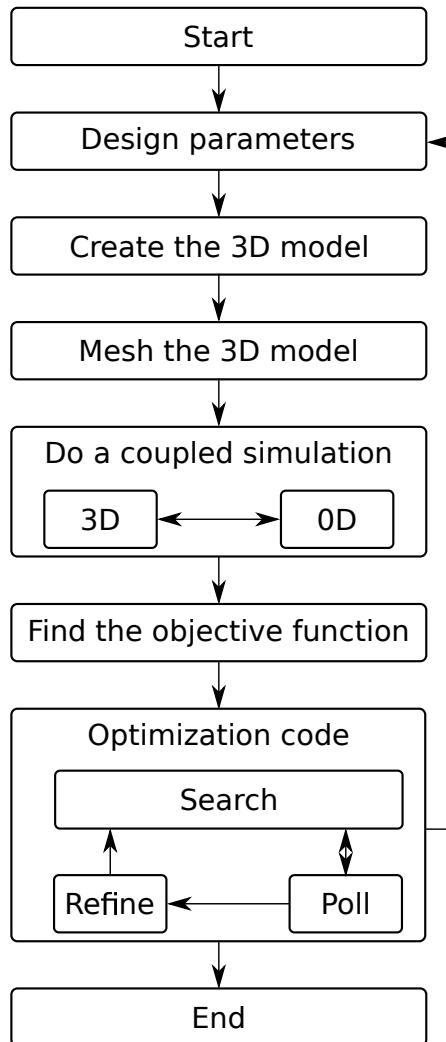 Start
Design parameters
Create the 3D model
Mesh the 3D model
Do a coupled simulation
3D
0D
Find the objective function
Optimization code
Search
Refine
Poll
End